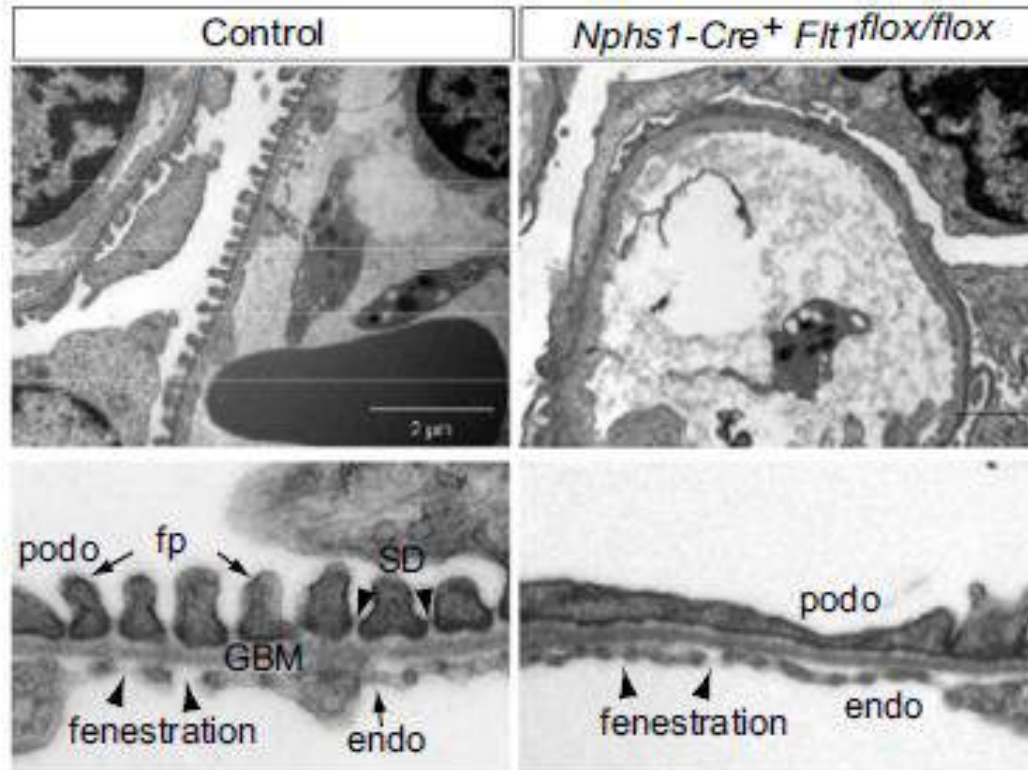 Control
Nphs1-Cre+ Flt1flox/flox
2 µm
podo fp SD
GBM
fenestration endo
podo
fenestration endo